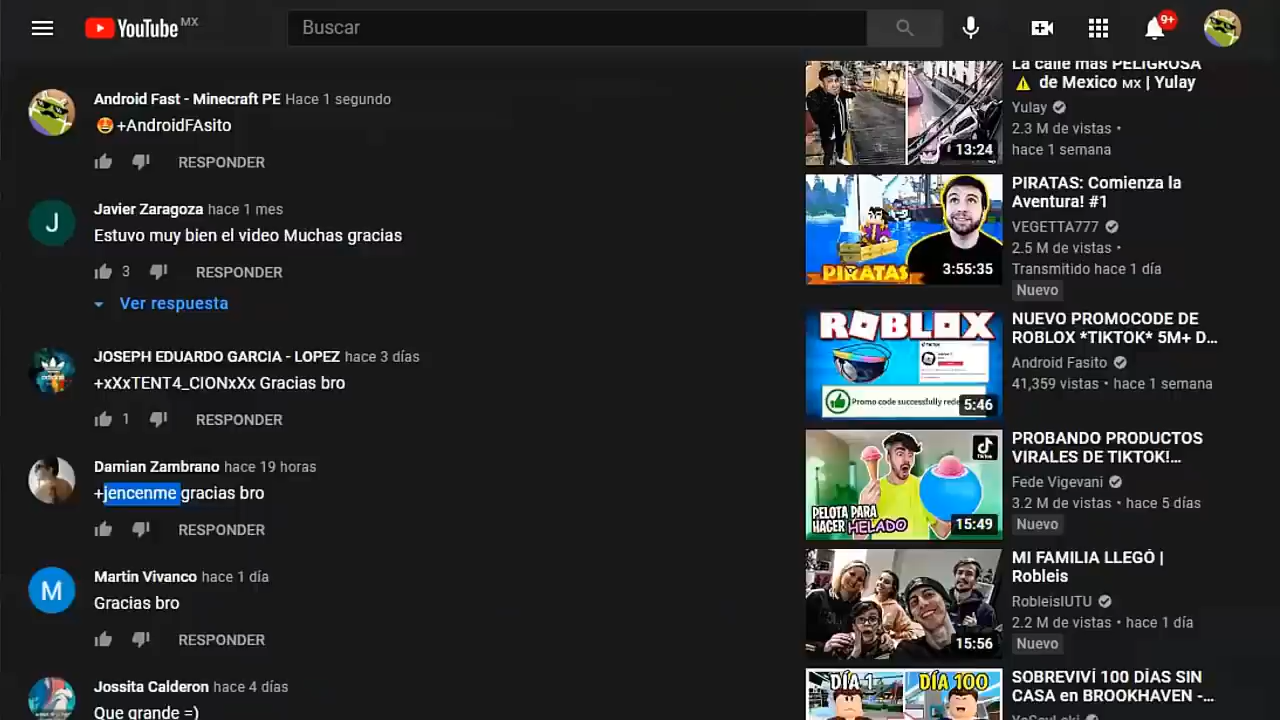 YouTube MX
Buscar
9+
Android Fast - Minecraft PE Hace 1 segundo
🤩+AndroidFAsito
RESPONDER
J
Javier Zaragoza hace 1 mes
Estuvo muy bien el video Muchas gracias
3
RESPONDER
Ver respuesta
JOSEPH EDUARDO GARCIA - LOPEZ hace 3 días
+xXxTENT4_CIONxXx Gracias bro
1
RESPONDER
Damian Zambrano hace 19 horas
+jencenme gracias bro
RESPONDER
M
Martin Vivanco hace 1 día
Gracias bro
RESPONDER
Jossita Calderon hace 4 días
Que grande =)
La calle mas PELIGROSA
⚠️ de Mexico MX | Yulay
Yulay
2.3 M de vistas •
hace 1 semana
13:24
PIRATAS: Comienza la
Aventura! #1
VEGETTA777
2.5 M de vistas •
Transmitido hace 1 día
Nuevo
PIRATAS
3:55:35
NUEVO PROMOCODE DE
ROBLOX *TIKTOK* 5M+ D...
Android Fasito
41,359 vistas • hace 1 semana
ROBLOX
Promo code successfully rede
5:46
PROBANDO PRODUCTOS
VIRALES DE TIKTOK!...
Fede Vigevani
3.2 M de vistas • hace 5 días
Nuevo
PELOTA PARA
HACER HELADO
15:49
MI FAMILIA LLEGÓ |
Robleis
RobleisIUTU
2.2 M de vistas • hace 1 día
Nuevo
15:56
SOBREVIVÍ 100 DÍAS SIN
CASA en BROOKHAVEN -...
DÍA 1
DÍA 100